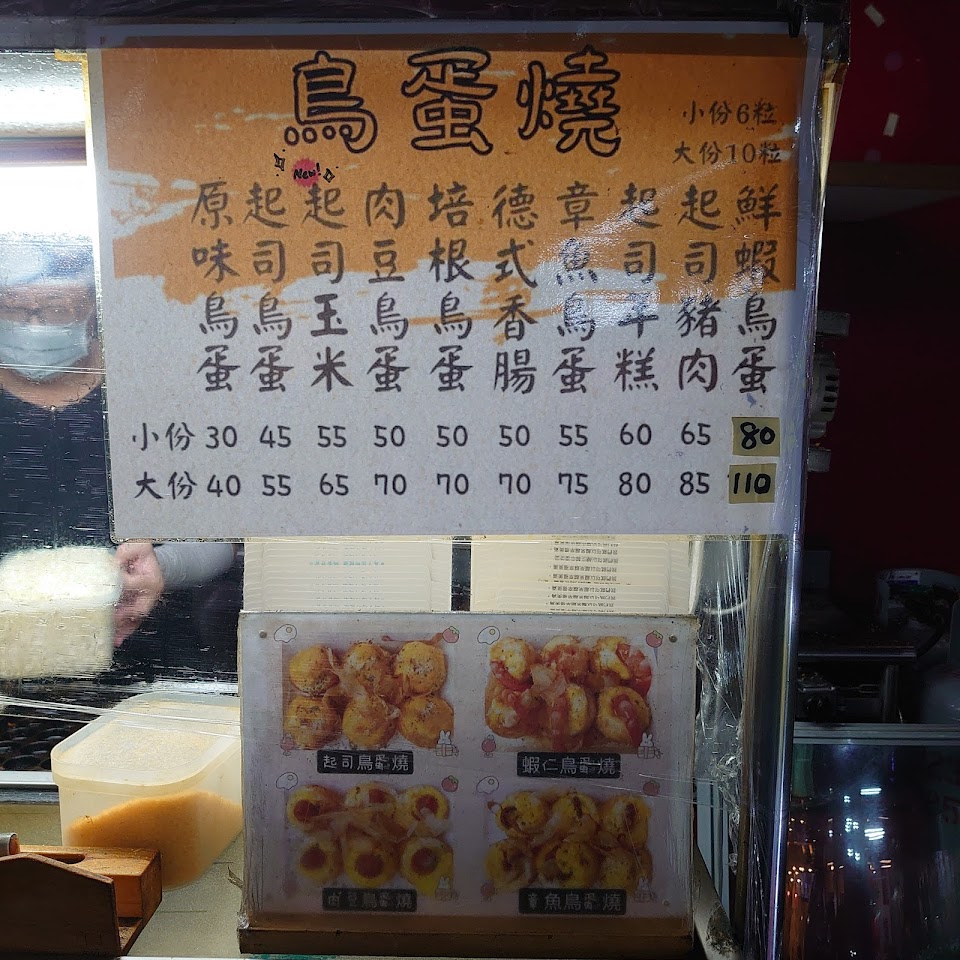 鳥蛋燒
小份6粒
大份10粒
New!
原味鳥蛋
起司鳥蛋
起司玉米
肉豆鳥蛋
培根鳥蛋
德式香腸
章魚鳥蛋
起司年糕
起司豬肉
鮮蝦鳥蛋
小份 30 45 55 50 50 50 55 60 65 80
大份 40 55 65 70 70 70 75 80 85 110
起司鳥蛋燒
蝦仁鳥蛋燒
肉豆鳥蛋燒
章魚鳥蛋燒